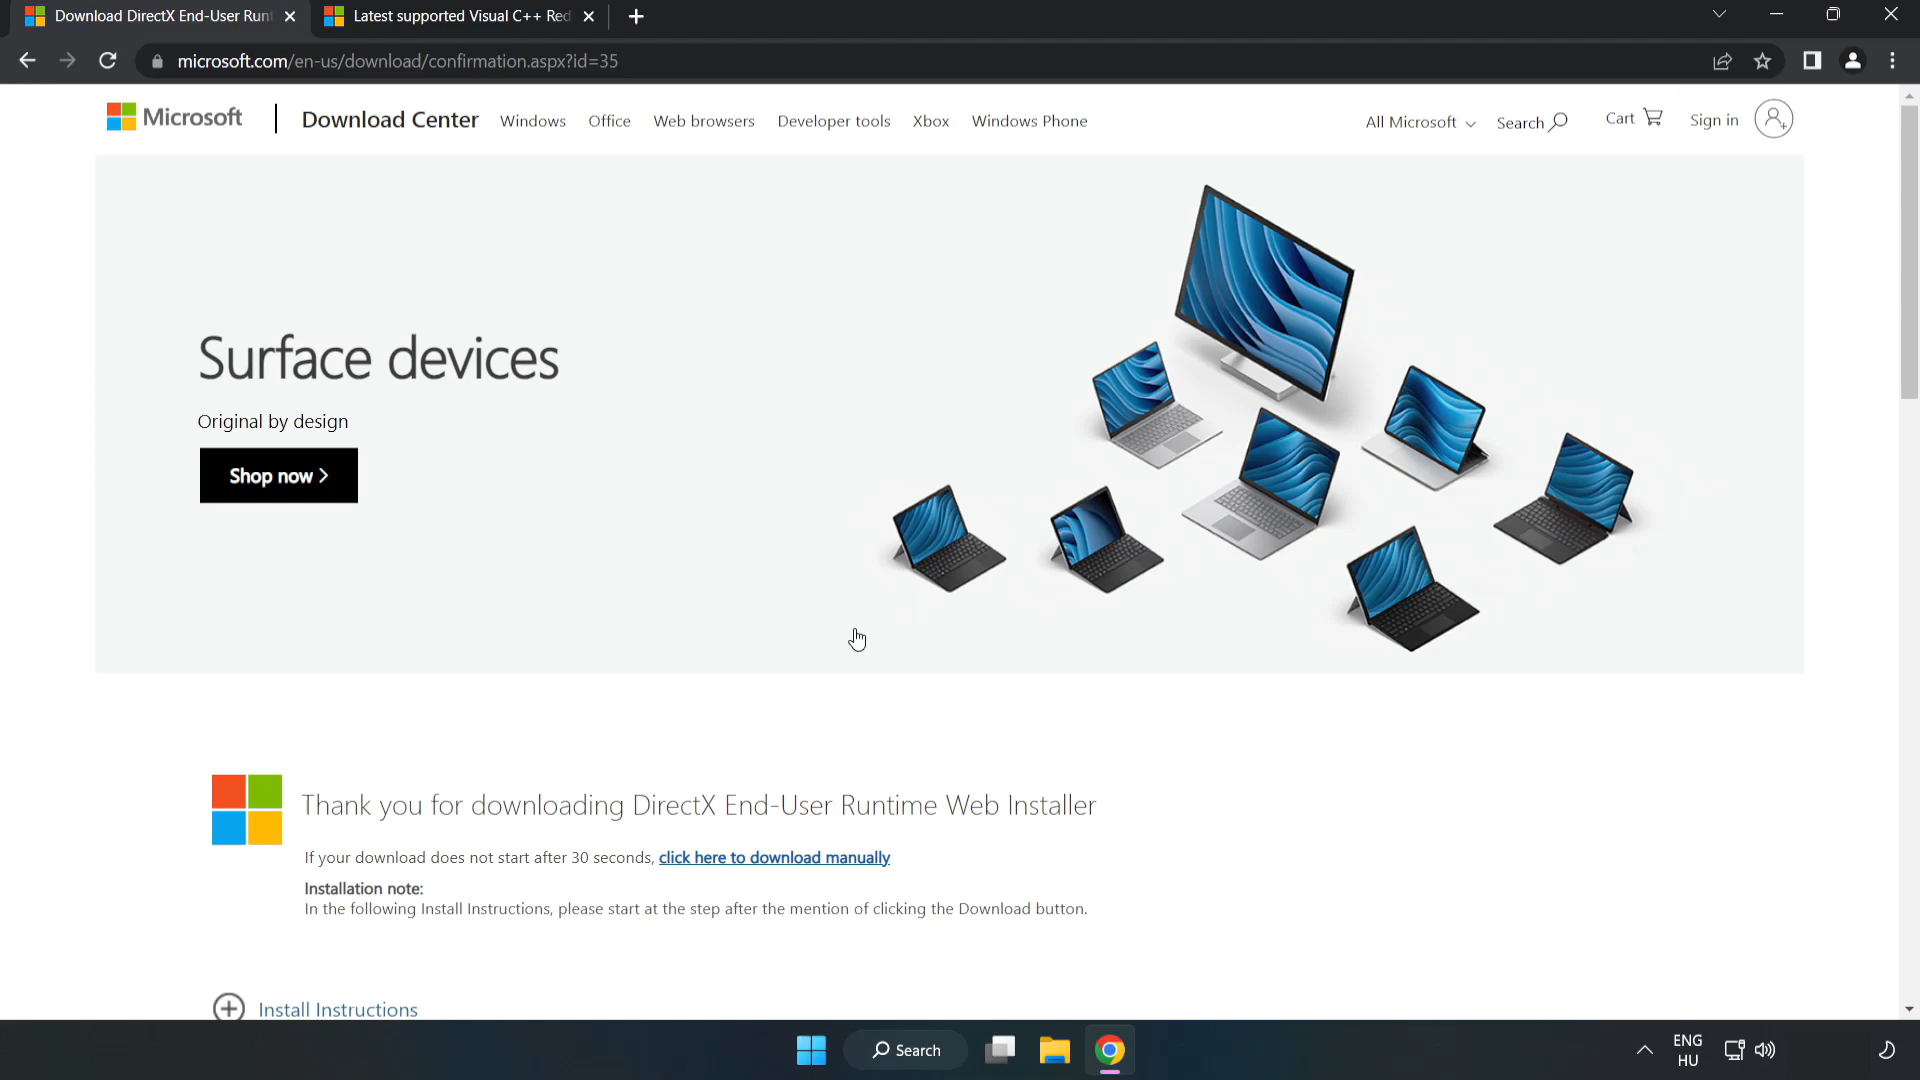 Download DirectX End-User Runt
Latest supported Visual C++ Red
microsoft.com/en-us/download/confirmation.aspx?id=35
Microsoft
Download Center
Windows
Office
Web browsers
Developer tools
Xbox
Windows Phone
All Microsoft
Search
Cart
Sign in
Surface devices
Original by design
Shop now
Thank you for downloading DirectX End-User Runtime Web Installer
If your download does not start after 30 seconds, click here to download manually
Installation note:
In the following Install Instructions, please start at the step after the mention of clicking the Download button.
Install Instructions
Search
ENG
HU